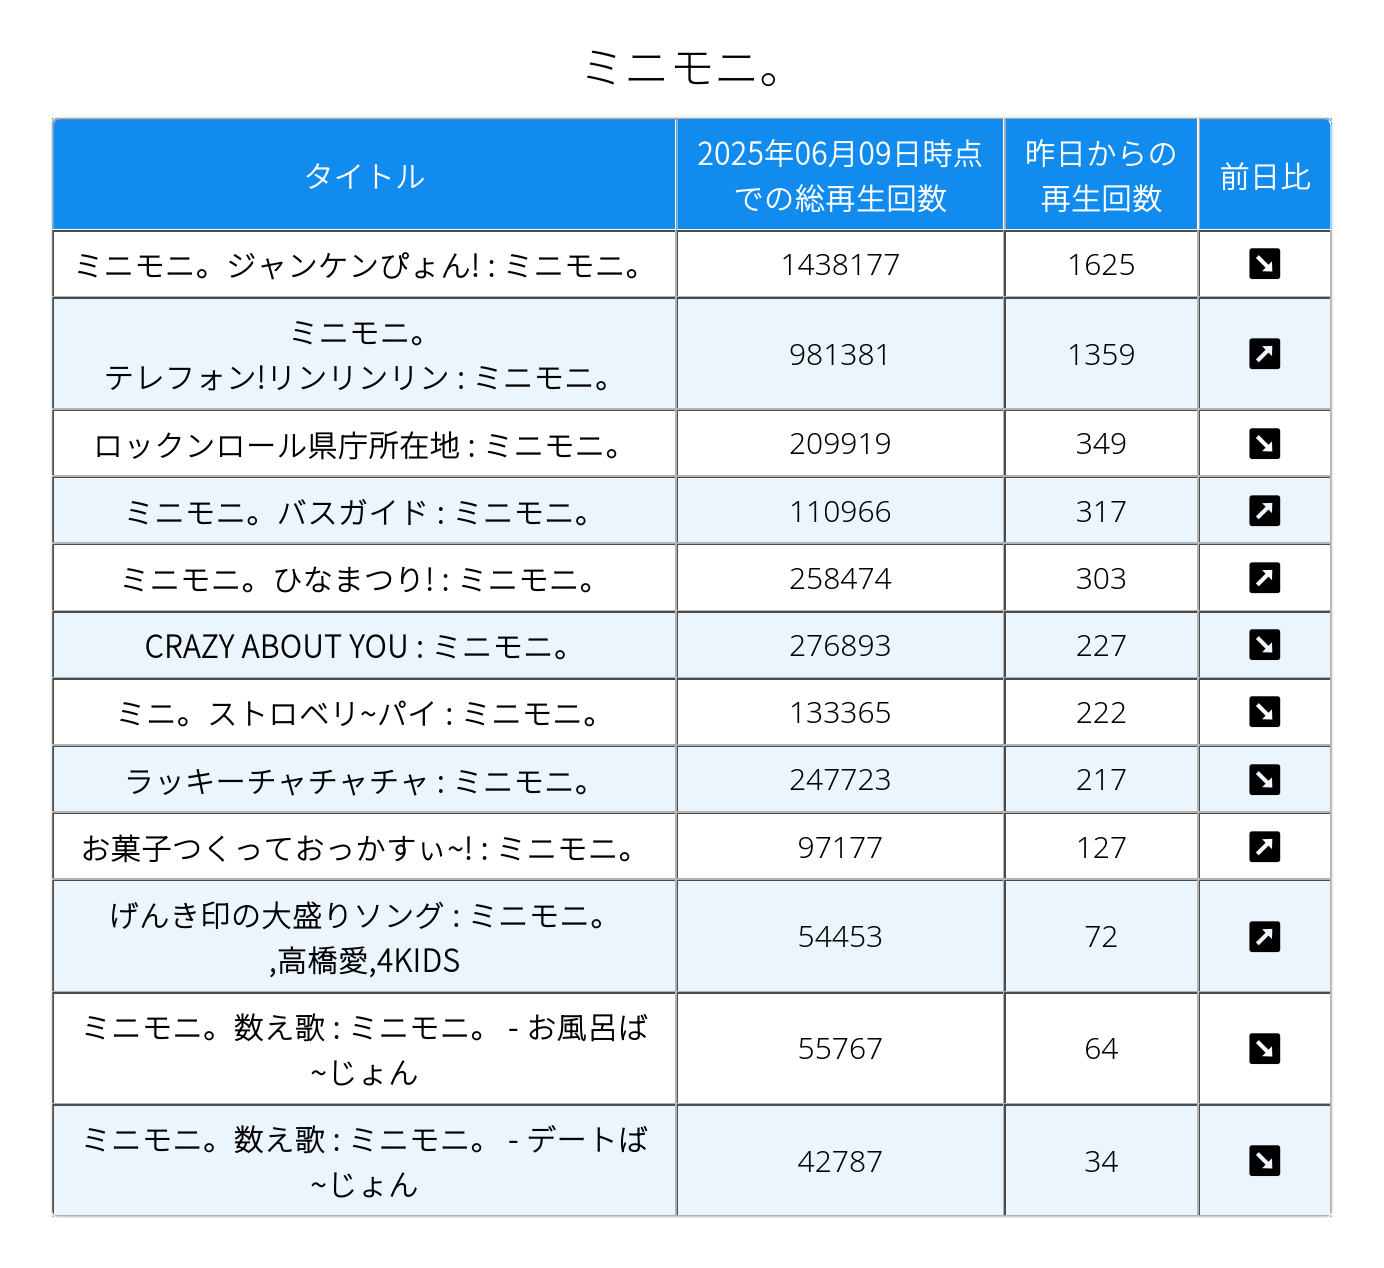 ミニモニ。
タイトル
2025年06月09日時点
での総再生回数
昨日からの
再生回数
前日比
ミニモニ。ジャンケンぴょん! : ミニモニ。
1438177
1625
↘
ミニモニ。
テレフォン!リンリンリン : ミニモニ。
981381
1359
↗
ロックンロール県庁所在地 : ミニモニ。
209919
349
↘
ミニモニ。バスガイド : ミニモニ。
110966
317
↗
ミニモニ。ひなまつり! : ミニモニ。
258474
303
↗
CRAZY ABOUT YOU : ミニモニ。
276893
227
↘
ミニ。ストロベリ~パイ : ミニモニ。
133365
222
↘
ラッキーチャチャチャ : ミニモニ。
247723
217
↘
お菓子つくっておっかすぃ~! : ミニモニ。
97177
127
↗
げんき印の大盛りソング : ミニモニ。
,高橋愛,4KIDS
54453
72
↗
ミニモニ。数え歌 : ミニモニ。 - お風呂ば
~じょん
55767
64
↘
ミニモニ。数え歌 : ミニモニ。 - デートば
~じょん
42787
34
↘